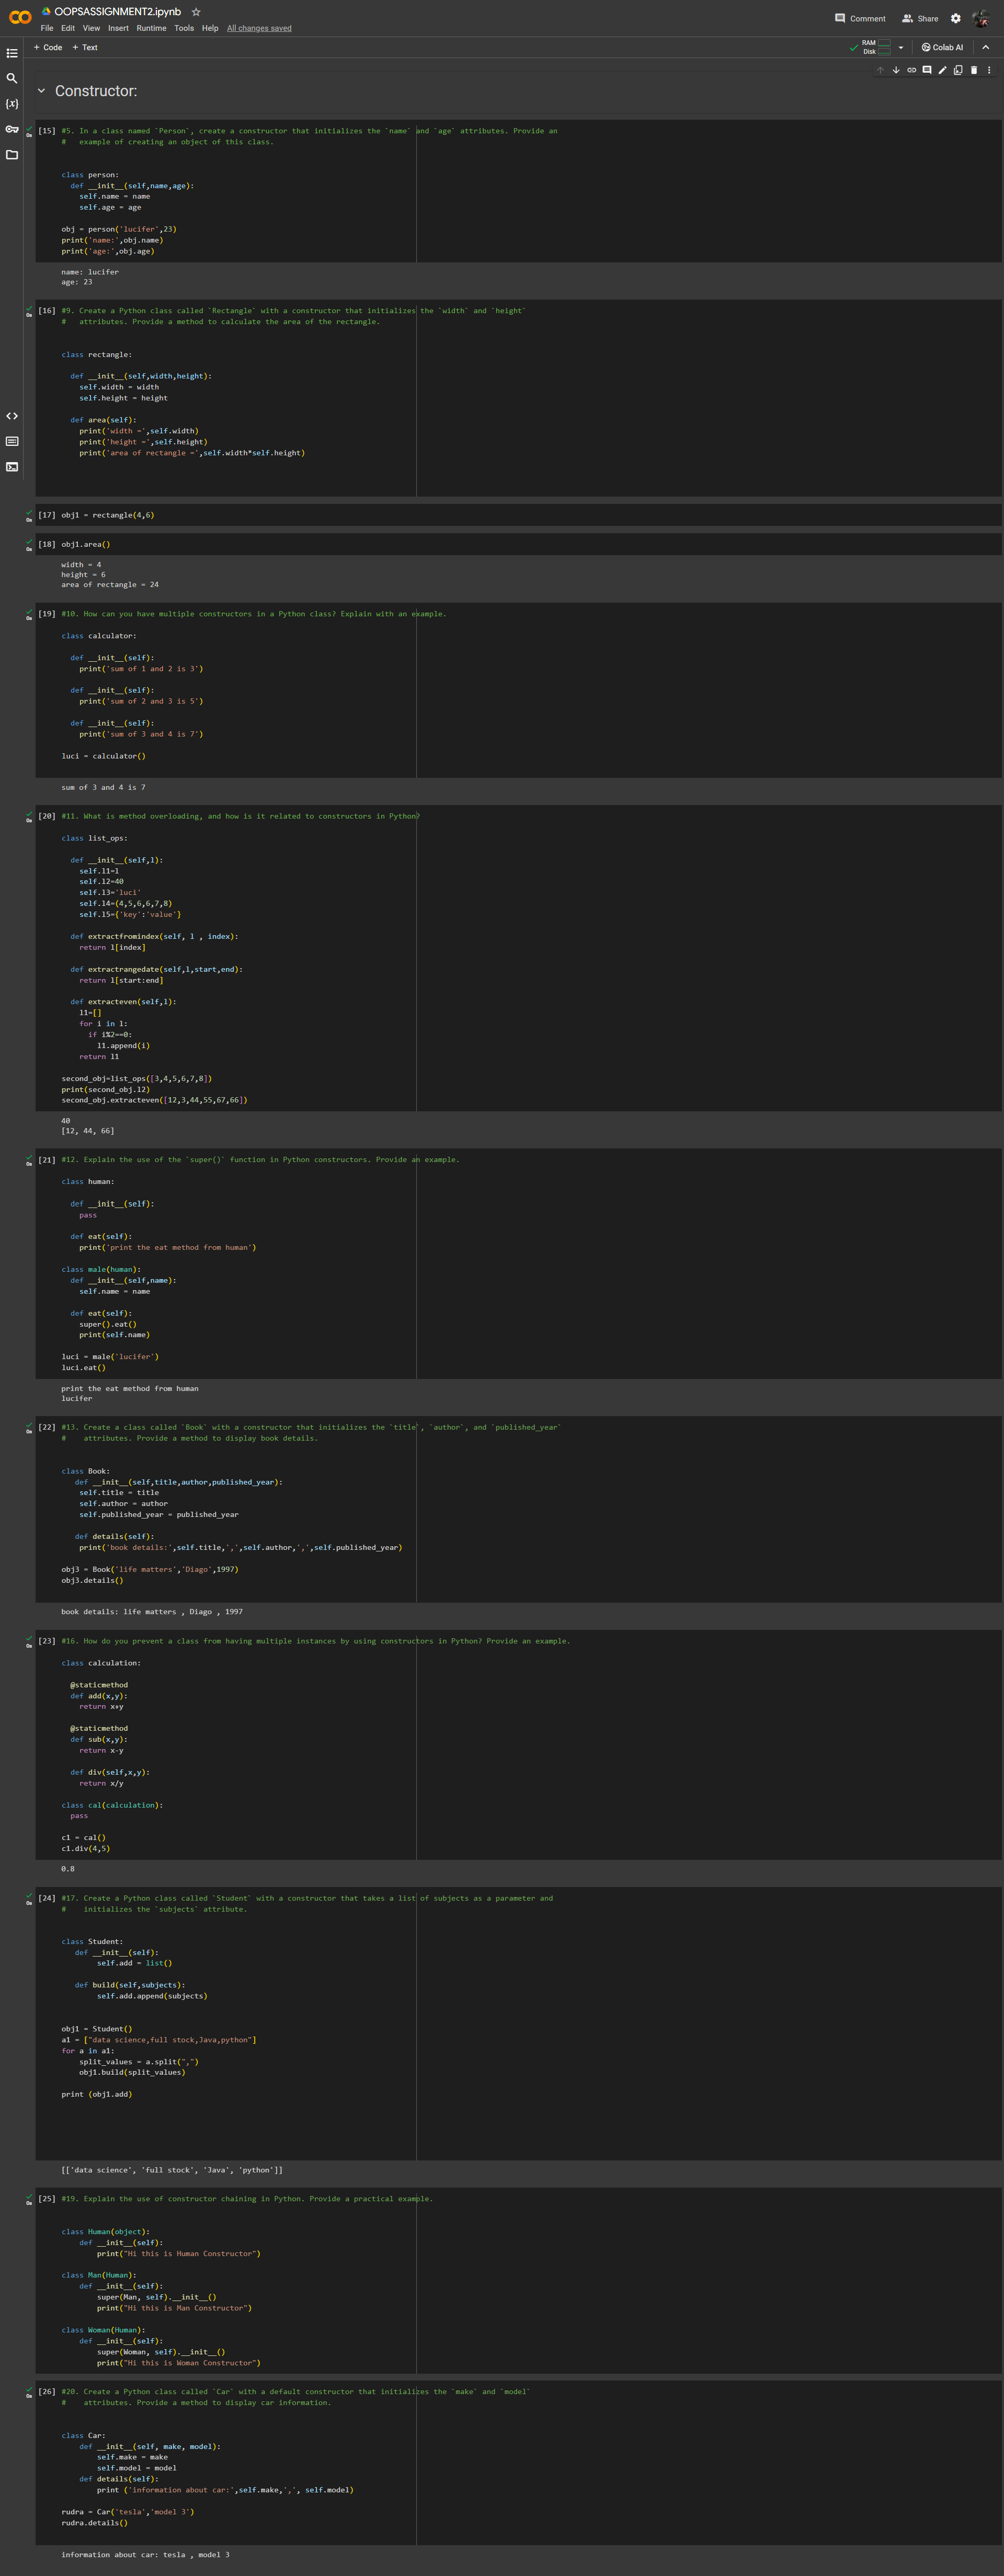 OOPSASSIGNMENT2.ipynb
File Edit View Insert Runtime Tools Help All changes saved
Comment Share
+ Code + Text
RAM
Disk
Colab AI
Constructor:
[15] #5. In a class named `Person`, create a constructor that initializes the `name` and `age` attributes. Provide an
0s
#   example of creating an object of this class.
class person:
  def __init__(self,name,age):
    self.name = name
    self.age = age
obj = person('lucifer',23)
print('name:',obj.name)
print('age:',obj.age)
name: lucifer
age: 23
[16] #9. Create a Python class called `Rectangle` with a constructor that initializes the `width` and `height`
0s
#   attributes. Provide a method to calculate the area of the rectangle.
class rectangle:
  def __init__(self,width,height):
    self.width = width
    self.height = height
  def area(self):
    print('width =',self.width)
    print('height =',self.height)
    print('area of rectangle =',self.width*self.height)
[17] obj1 = rectangle(4,6)
0s
[18] obj1.area()
0s
width = 4
height = 6
area of rectangle = 24
[19] #10. How can you have multiple constructors in a Python class? Explain with an example.
0s
class calculator:
  def __init__(self):
    print('sum of 1 and 2 is 3')
  def __init__(self):
    print('sum of 2 and 3 is 5')
  def __init__(self):
    print('sum of 3 and 4 is 7')
luci = calculator()
sum of 3 and 4 is 7
[20] #11. What is method overloading, and how is it related to constructors in Python?
0s
class list_ops:
  def __init__(self,l):
    self.l1=l
    self.l2=40
    self.l3='luci'
    self.l4=(4,5,6,6,7,8)
    self.l5={'key':'value'}
  def extractfromindex(self, l , index):
    return l[index]
  def extractrangedate(self,l,start,end):
    return l[start:end]
  def extracteven(self,l):
    l1=[]
    for i in l:
      if i%2==0:
        l1.append(i)
    return l1
second_obj=list_ops([3,4,5,6,7,8])
print(second_obj.l2)
second_obj.extracteven([12,3,44,55,67,66])
40
[12, 44, 66]
[21] #12. Explain the use of the `super()` function in Python constructors. Provide an example.
0s
class human:
  def __init__(self):
    pass
  def eat(self):
    print('print the eat method from human')
class male(human):
  def __init__(self,name):
    self.name = name
  def eat(self):
    super().eat()
    print(self.name)
luci = male('lucifer')
luci.eat()
print the eat method from human
lucifer
[22] #13. Create a class called `Book` with a constructor that initializes the `title`, `author`, and `published_year`
0s
#    attributes. Provide a method to display book details.
class Book:
   def __init__(self,title,author,published_year):
    self.title = title
    self.author = author
    self.published_year = published_year
   def details(self):
    print('book details:',self.title,',',self.author,',',self.published_year)
obj3 = Book('life matters','Diago',1997)
obj3.details()
book details: life matters , Diago , 1997
[23] #16. How do you prevent a class from having multiple instances by using constructors in Python? Provide an example.
0s
class calculation:
  @staticmethod
  def add(x,y):
    return x+y
  @staticmethod
  def sub(x,y):
    return x-y
  def div(self,x,y):
    return x/y
class cal(calculation):
  pass
c1 = cal()
c1.div(4,5)
0.8
[24] #17. Create a Python class called `Student` with a constructor that takes a list of subjects as a parameter and
0s
#    initializes the `subjects` attribute.
class Student:
   def __init__(self):
        self.add = list()
   def build(self,subjects):
        self.add.append(subjects)
obj1 = Student()
a1 = ["data science,full stock,Java,python"]
for a in a1:
    split_values = a.split(",")
    obj1.build(split_values)
print (obj1.add)
[['data science', 'full stock', 'Java', 'python']]
[25] #19. Explain the use of constructor chaining in Python. Provide a practical example.
0s
class Human(object):
    def __init__(self):
        print("Hi this is Human Constructor")
class Man(Human):
    def __init__(self):
        super(Man, self).__init__()
        print("Hi this is Man Constructor")
class Woman(Human):
    def __init__(self):
        super(Woman, self).__init__()
        print("Hi this is Woman Constructor")
[26] #20. Create a Python class called `Car` with a default constructor that initializes the `make` and `model`
0s
#    attributes. Provide a method to display car information.
class Car:
    def __init__(self, make, model):
        self.make = make
        self.model = model
    def details(self):
        print ('information about car:',self.make,',', self.model)
rudra = Car('tesla','model 3')
rudra.details()
information about car: tesla , model 3